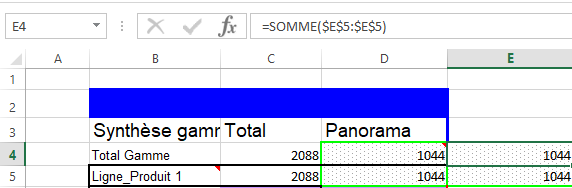 E4 fx =SOMME($E$5:$E$5)
A B C D E
1
2
3 Synthèse gamr Total Panorama
4 Total Gamme 2088 1044 1044
5 Ligne_Produit 1 2088 1044 1044